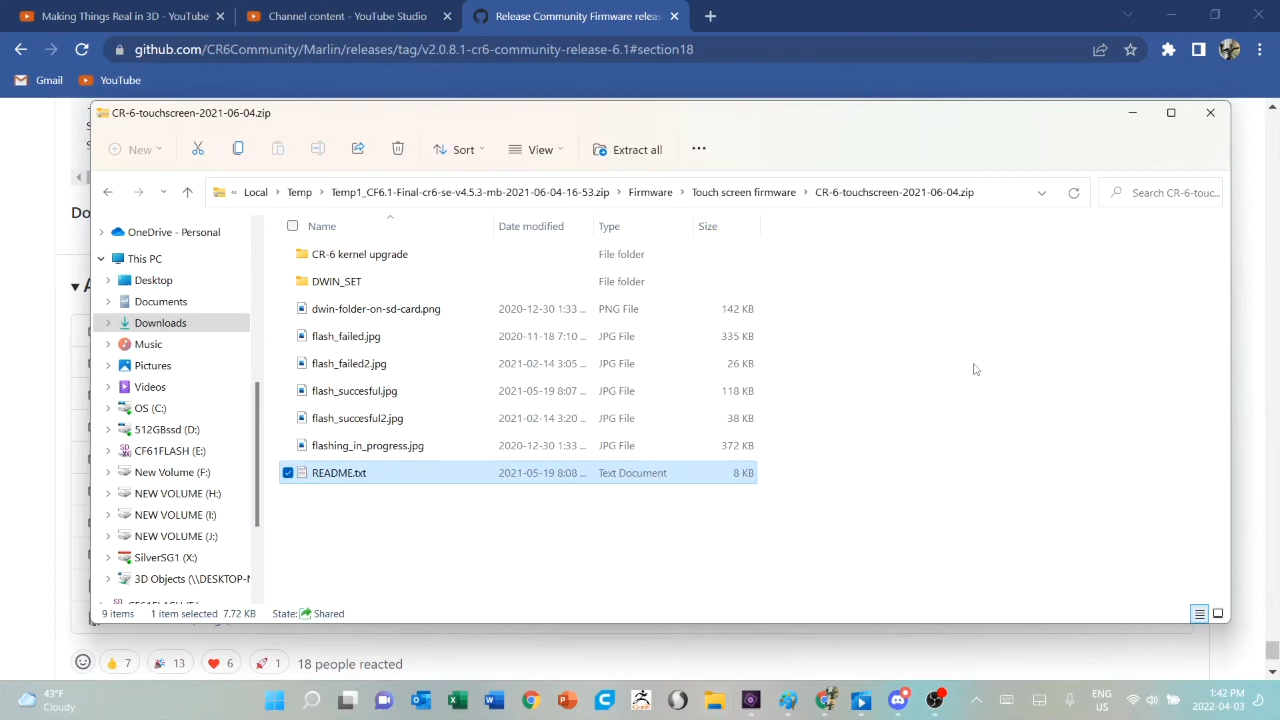 Making Things Real in 3D - YouTube
Channel content - YouTube Studio
Release Community Firmware relea
github.com/CR6Community/Marlin/releases/tag/v2.0.8.1-cr6-community-release-6.1#section18
Gmail
YouTube
CR-6-touchscreen-2021-06-04.zip
New
Sort
View
Extract all
Local > Temp > Temp1_CF6.1-Final-cr6-se-v4.5.3-mb-2021-06-04-16-53.zip > Firmware > Touch screen firmware > CR-6-touchscreen-2021-06-04.zip
Search CR-6-touc...
Do
Name
Date modified
Type
Size
OneDrive - Personal
This PC
Desktop
Documents
Downloads
Music
Pictures
Videos
OS (C:)
512GBssd (D:)
CF61FLASH (E:)
New Volume (F:)
NEW VOLUME (H:)
NEW VOLUME (I:)
NEW VOLUME (J:)
SilverSG1 (X:)
3D Objects (\\DESKTOP-N
CR-6 kernel upgrade File folder
DWIN_SET File folder
dwin-folder-on-sd-card.png 2020-12-30 1:33 ... PNG File 142 KB
flash_failed.jpg 2020-11-18 7:10 ... JPG File 335 KB
flash_failed2.jpg 2021-02-14 3:05 ... JPG File 26 KB
flash_succesful.jpg 2021-05-19 8:07 ... JPG File 118 KB
flash_succesful2.jpg 2021-02-14 3:20 ... JPG File 38 KB
flashing_in_progress.jpg 2020-12-30 1:33 ... JPG File 372 KB
README.txt 2021-05-19 8:08 ... Text Document 8 KB
9 items 1 item selected 7.72 KB State: Shared
7 13 6 1 18 people reacted
43°F
Cloudy
ENG
US
1:42 PM
2022-04-03